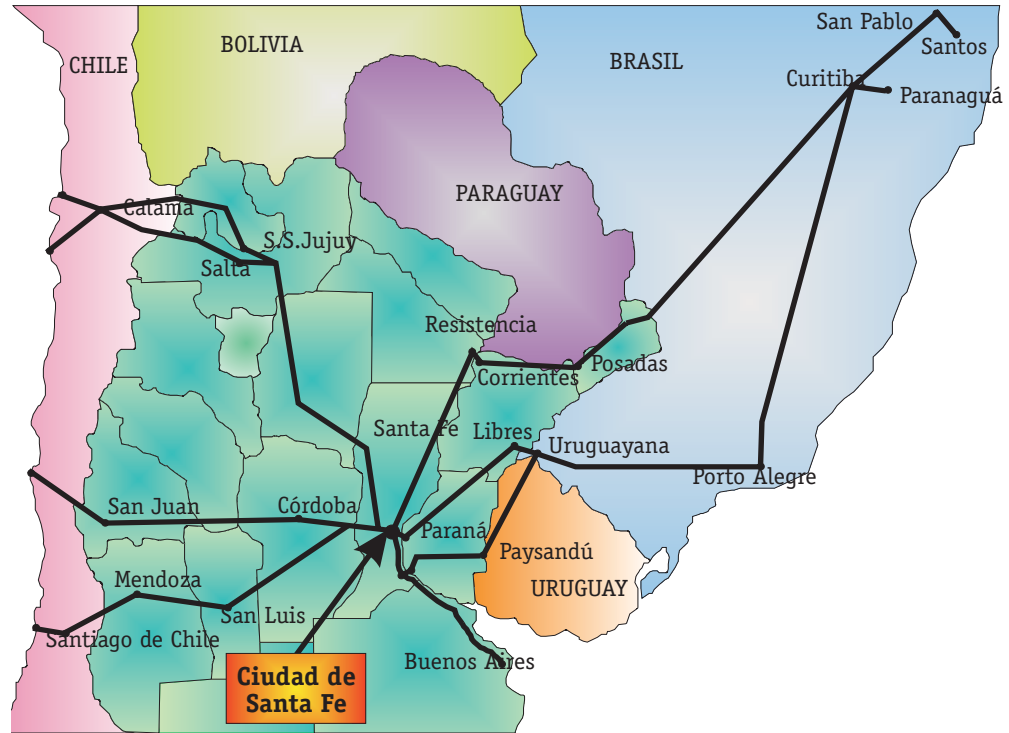 San Pablo
Santos
BOLIVIA
CHILE
BRASIL
Curitiba
Paranaguá
PARAGUAY
Calama
S.S.Jujuy
Salta
Resistencia
Corrientes
Posadas
Santa Fe
Libres
Uruguayana
Porto Alegre
San Juan
Córdoba
Paraná
Paysandú
Mendoza
URUGUAY
San Luis
Santiago de Chile
Buenos Aires
Ciudad de
Santa Fe